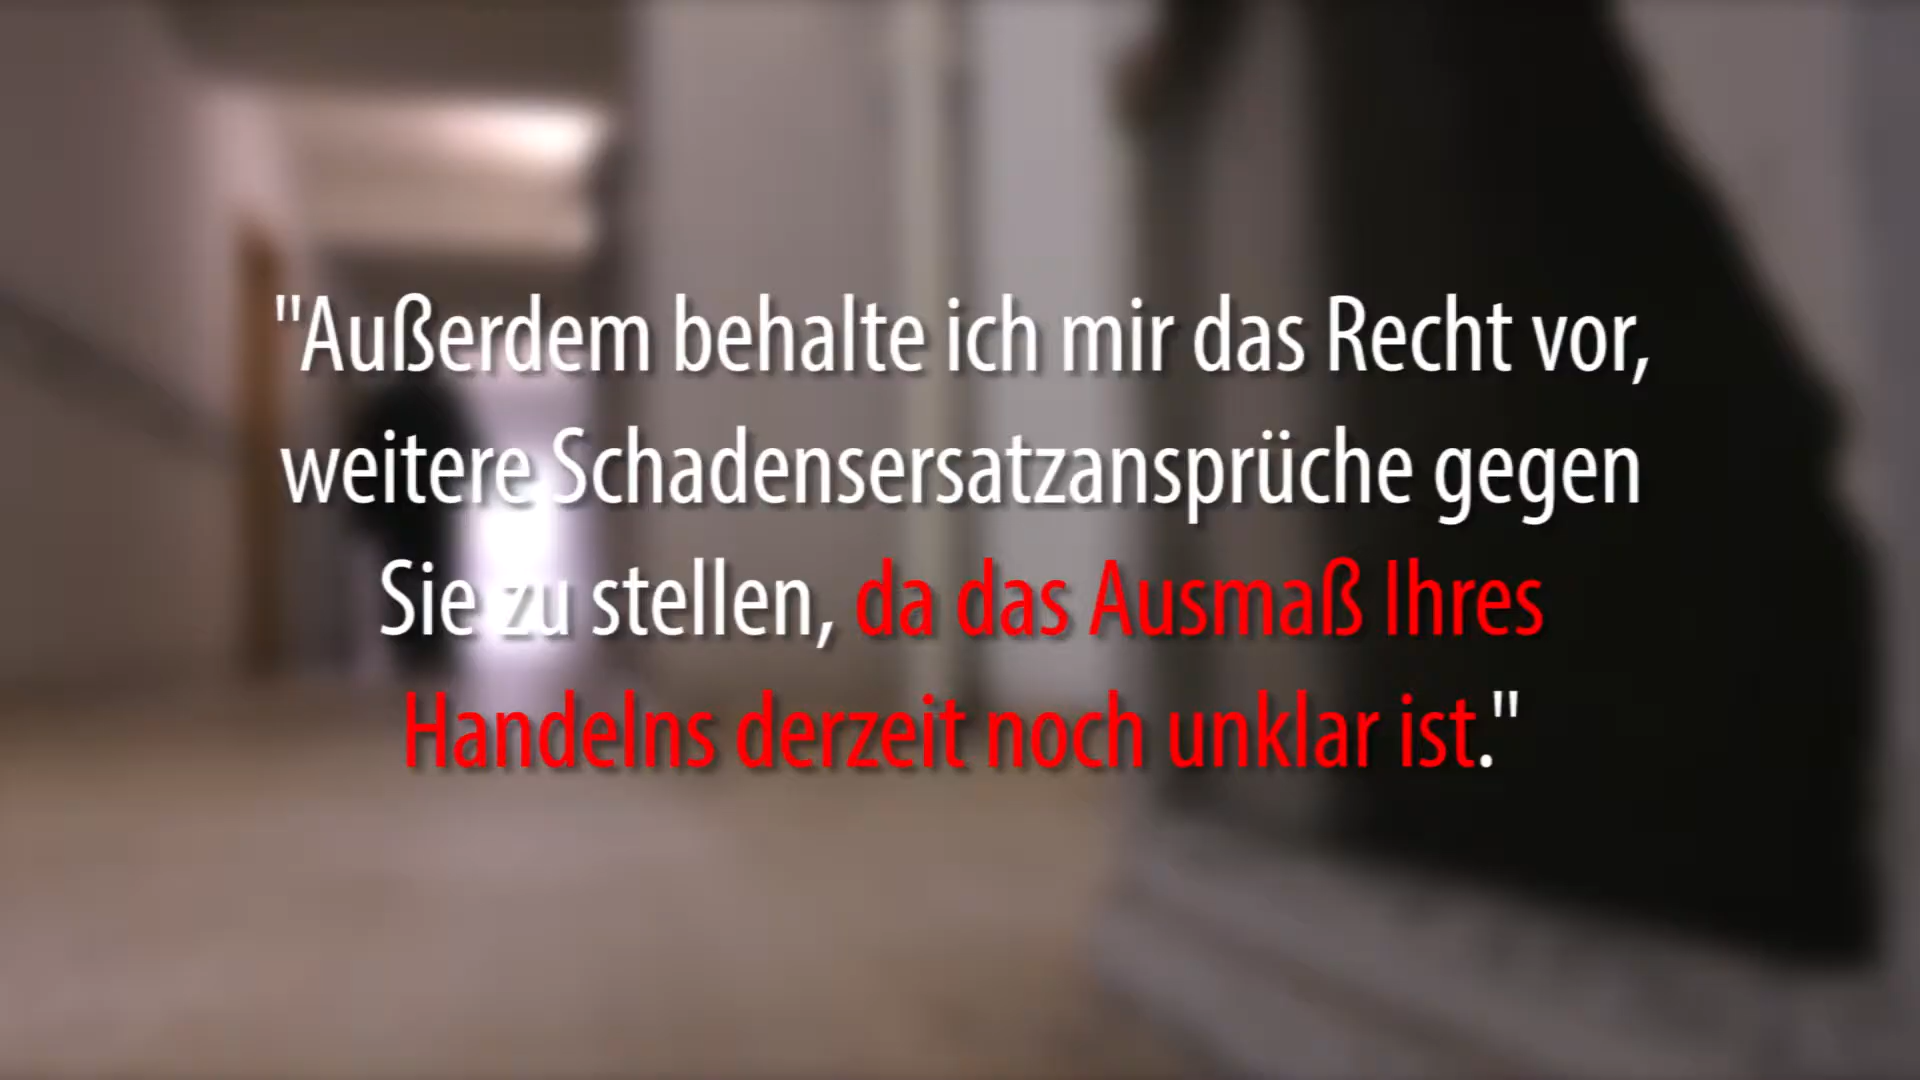 "Außerdem behalte ich mir das Recht vor,
weitere Schadensersatzansprüche gegen
Sie zu stellen, da das Ausmaß Ihres
Handelns derzeit noch unklar ist."